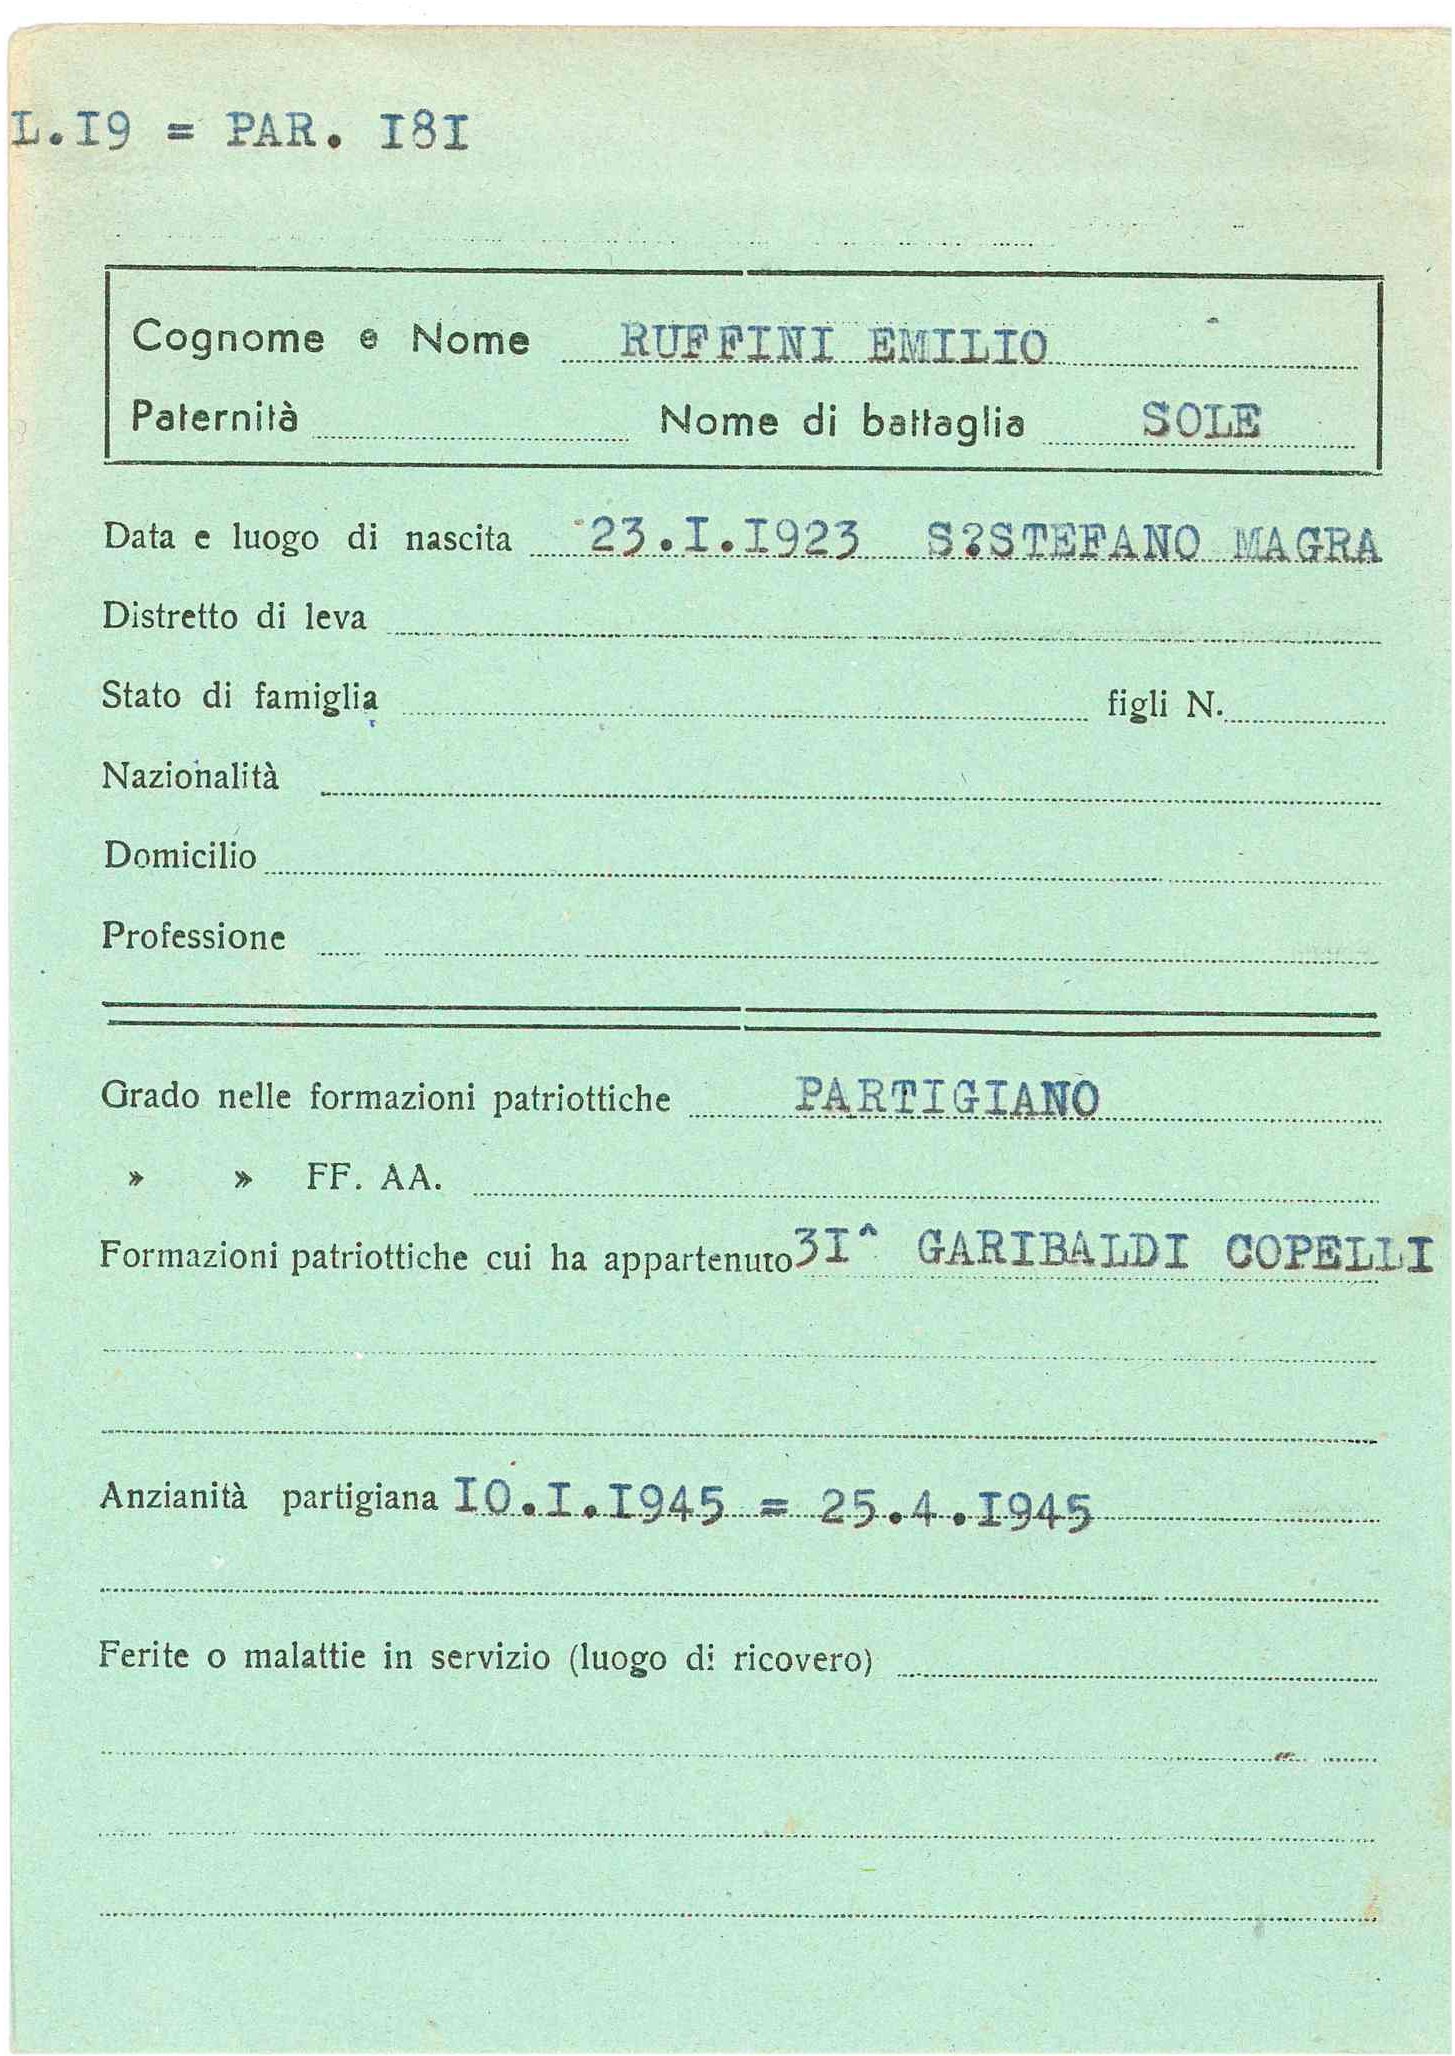 L.I9 = PAR. I8I
Cognome e Nome RUFFINI EMILIO
Paternità Nome di battaglia SOLE
Data e luogo di nascita 23.I.I923 S?STEFANO MAGRA
Distretto di leva
Stato di famiglia figli N.
Nazionalità
Domicilio
Professione
Grado nelle formazioni patriottiche PARTIGIANO
» » FF. AA.
Formazioni patriottiche cui ha appartenuto 3I^ GARIBALDI COPELLI
Anzianità partigiana I0.I.I945 = 25.4.I945
Ferite o malattie in servizio (luogo di ricovero)